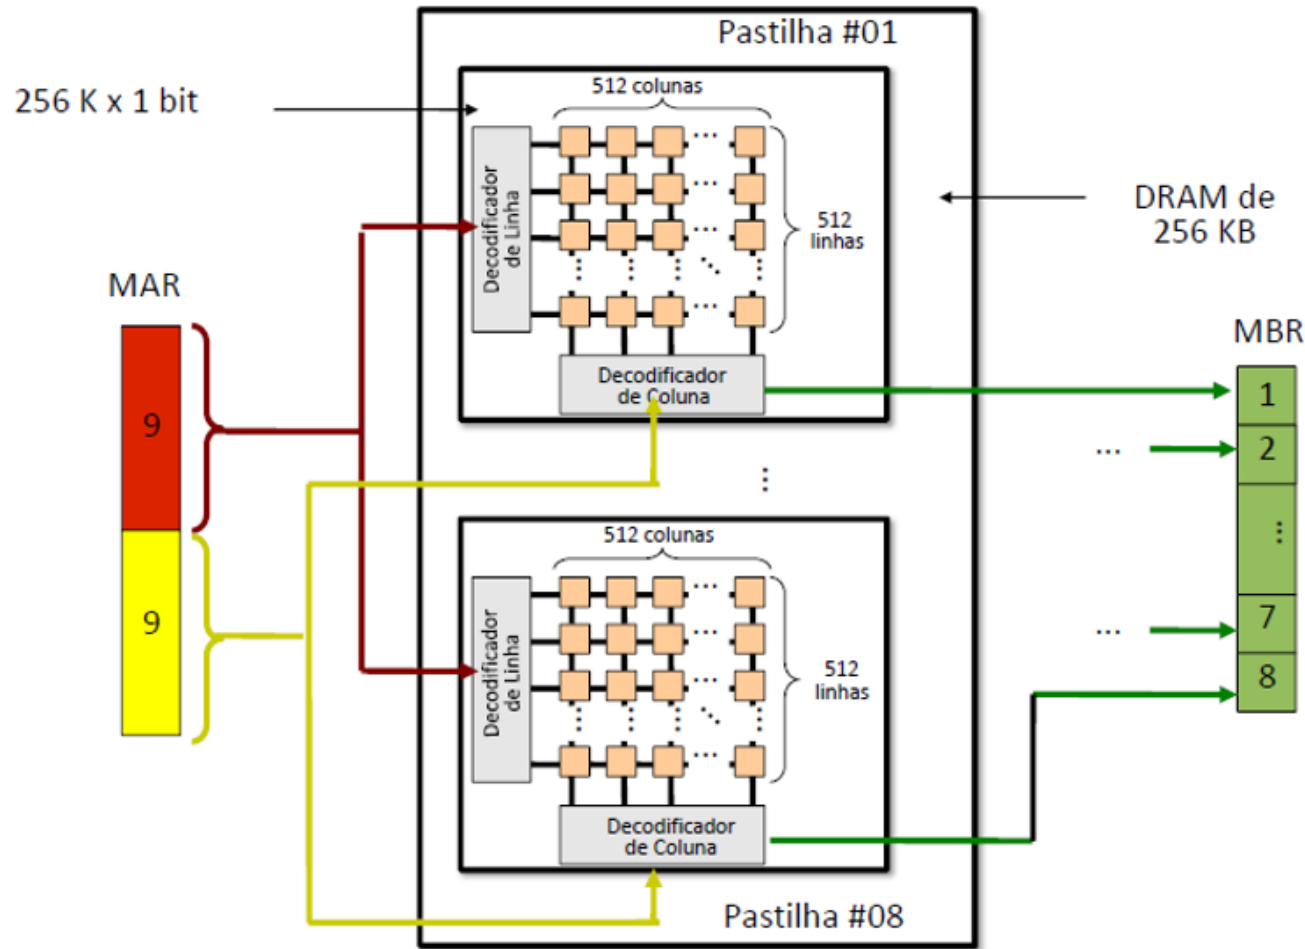 Pastilha #01
256 K x 1 bit
512 colunas
Decodificador
de Linha
512
linhas
DRAM de
256 KB
MAR
9
9
Decodificador
de Coluna
MBR
1
...
2
⋮
...
7
8
⋮
512 colunas
Decodificador
de Linha
512
linhas
Decodificador
de Coluna
Pastilha #08